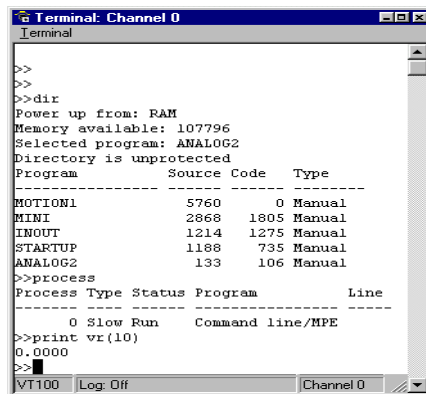 Terminal: Channel 0
Terminal
>>
>>
>>dir
Power up from: RAM
Memory available: 107796
Selected program: ANALOG2
Directory is unprotected
Program Source Code Type
--------------- ------ ------ --------
MOTION1 5760 0 Manual
MINI 2868 1805 Manual
INOUT 1214 1275 Manual
STARTUP 1188 735 Manual
ANALOG2 133 106 Manual
>>process
Process Type Status Program Line
------- ---- ------ --------------- -----
0 Slow Run Command line/MPE
>>print vr(10)
0.0000
>>
VT100 Log: Off Channel 0